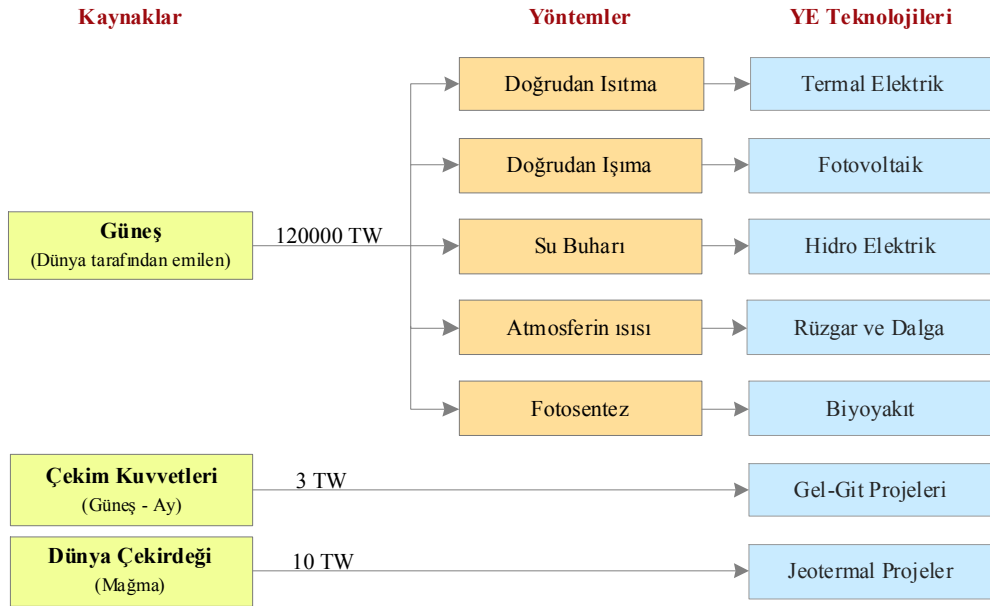 Kaynaklar
Yöntemler
YE Teknolojileri
Doğrudan Isıtma
Termal Elektrik
Doğrudan Işıma
Fotovoltaik
Güneş
(Dünya tarafından emilen)
120000 TW
Su Buharı
Hidro Elektrik
Atmosferin ısısı
Rüzgar ve Dalga
Fotosentez
Biyoyakıt
Çekim Kuvvetleri
(Güneş - Ay)
3 TW
Gel-Git Projeleri
Dünya Çekirdeği
(Mağma)
10 TW
Jeotermal Projeler